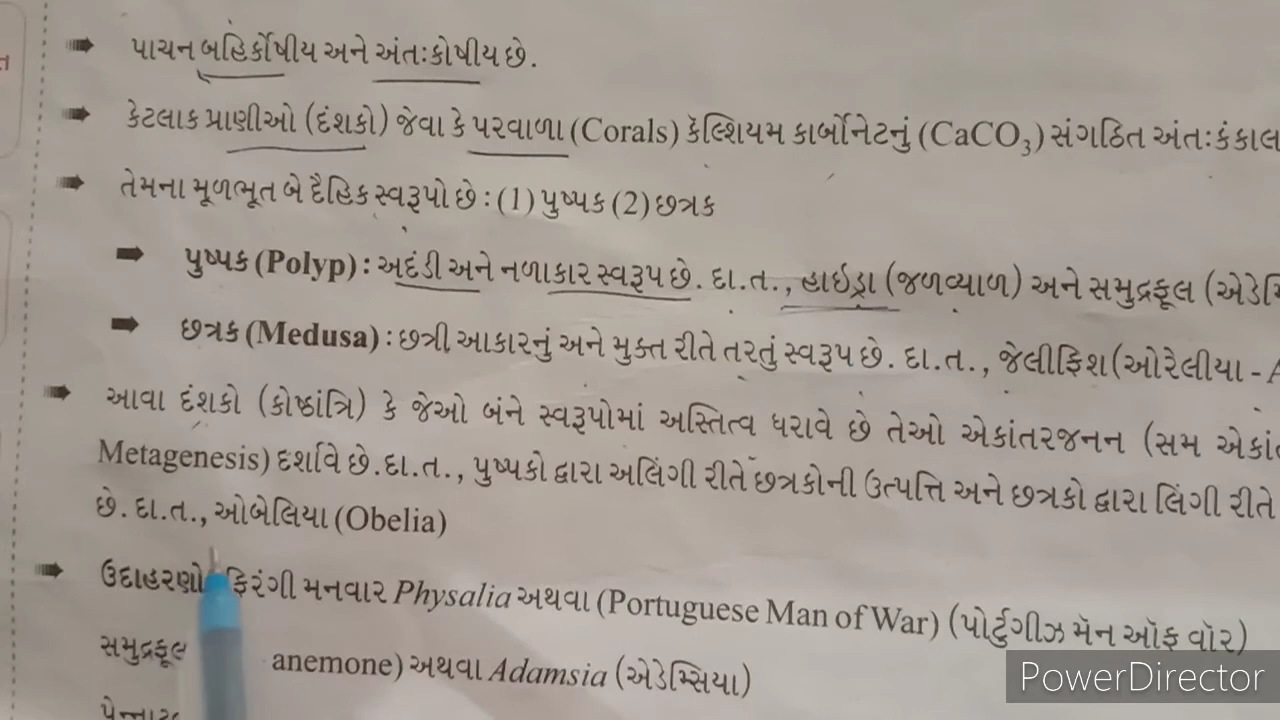 ત
પાચન બહિર્કોષીય અને અંતઃકોષીય છે.
કેટલાક પ્રાણીઓ (દંશકો) જેવા કે પરવાળા (Corals) કૅલ્શિયમ કાર્બોનેટનું (CaCO₃) સંગઠિત અંતઃકંકાલ
તેમના મૂળભૂત બે દૈહિક સ્વરૂપો છે : (1) પુષ્પક (2) છત્રક
પુષ્પક (Polyp) : અદંડી અને નળાકાર સ્વરૂપ છે. દા.ત., હાઇડ્રા (જળવ્યાળ) અને સમુદ્રફૂલ (એડેમ્સિ
છત્રક (Medusa) : છત્રી આકારનું અને મુક્ત રીતે તરતું સ્વરૂપ છે. દા.ત., જેલીફિશ (ઓરેલીયા - A
આવા દંશકો (કોષ્ઠાંત્રિ) કે જેઓ બંને સ્વરૂપોમાં અસ્તિત્વ ધરાવે છે તેઓ એકાંતરજનન (સમ એકાંત
Metagenesis) દર્શાવે છે. દા.ત., પુષ્પકો દ્વારા અલિંગી રીતે છત્રકોની ઉત્પત્તિ અને છત્રકો દ્વારા લિંગી રીતે
છે. દા.ત., ઓબેલિયા (Obelia)
ઉદાહરણો ફિરંગી મનવાર Physalia અથવા (Portuguese Man of War) (પોર્ટુગીઝ મૅન ઑફ વૉર)
સમુદ્રફૂલ anemone) અથવા Adamsia (એડેમ્સિયા)
PowerDirector